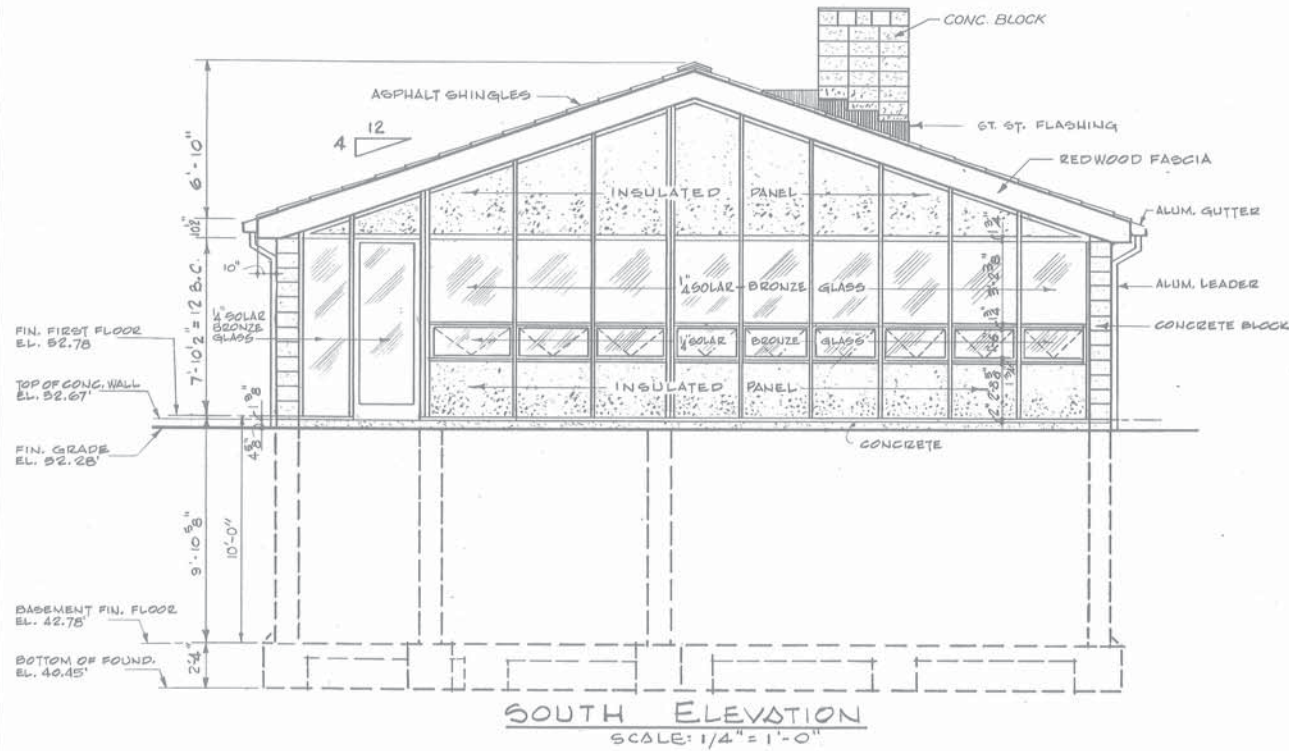 CONC. BLOCK
ASPHALT SHINGLES
12
4
ST. ST. FLASHING
REDWOOD FASCIA
6'-10"
INSULATED PANEL
ALUM. GUTTER
10"
7'-10½" = 12 B.C.
¼" SOLAR BRONZE GLASS
ALUM. LEADER
¼" SOLAR
BRONZE
GLASS
CONCRETE BLOCK
FIN. FIRST FLOOR
EL. 52.78
¼" SOLAR BRONZE GLASS
TOP OF CONC. WALL
EL. 52.67'
INSULATED PANEL
FIN. GRADE
EL. 52.28'
CONCRETE
9'-10⅝"
10'-0"
BASEMENT FIN. FLOOR
EL. 42.78'
BOTTOM OF FOUND.
EL. 40.45'
2'-4"
SOUTH ELEVATION
SCALE: 1/4" = 1'-0"